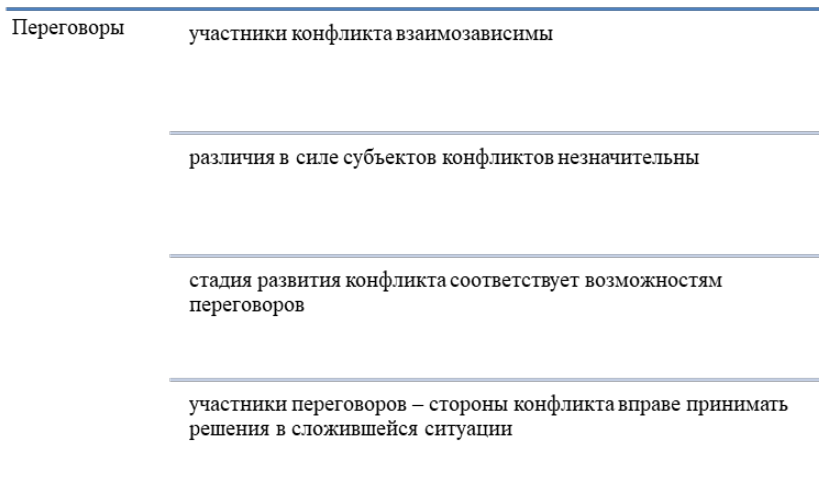 Переговоры
участники конфликта взаимозависимы
различия в силе субъектов конфликтов незначительны
стадия развития конфликта соответствует возможностям
переговоров
участники переговоров – стороны конфликта вправе принимать
решения в сложившейся ситуации